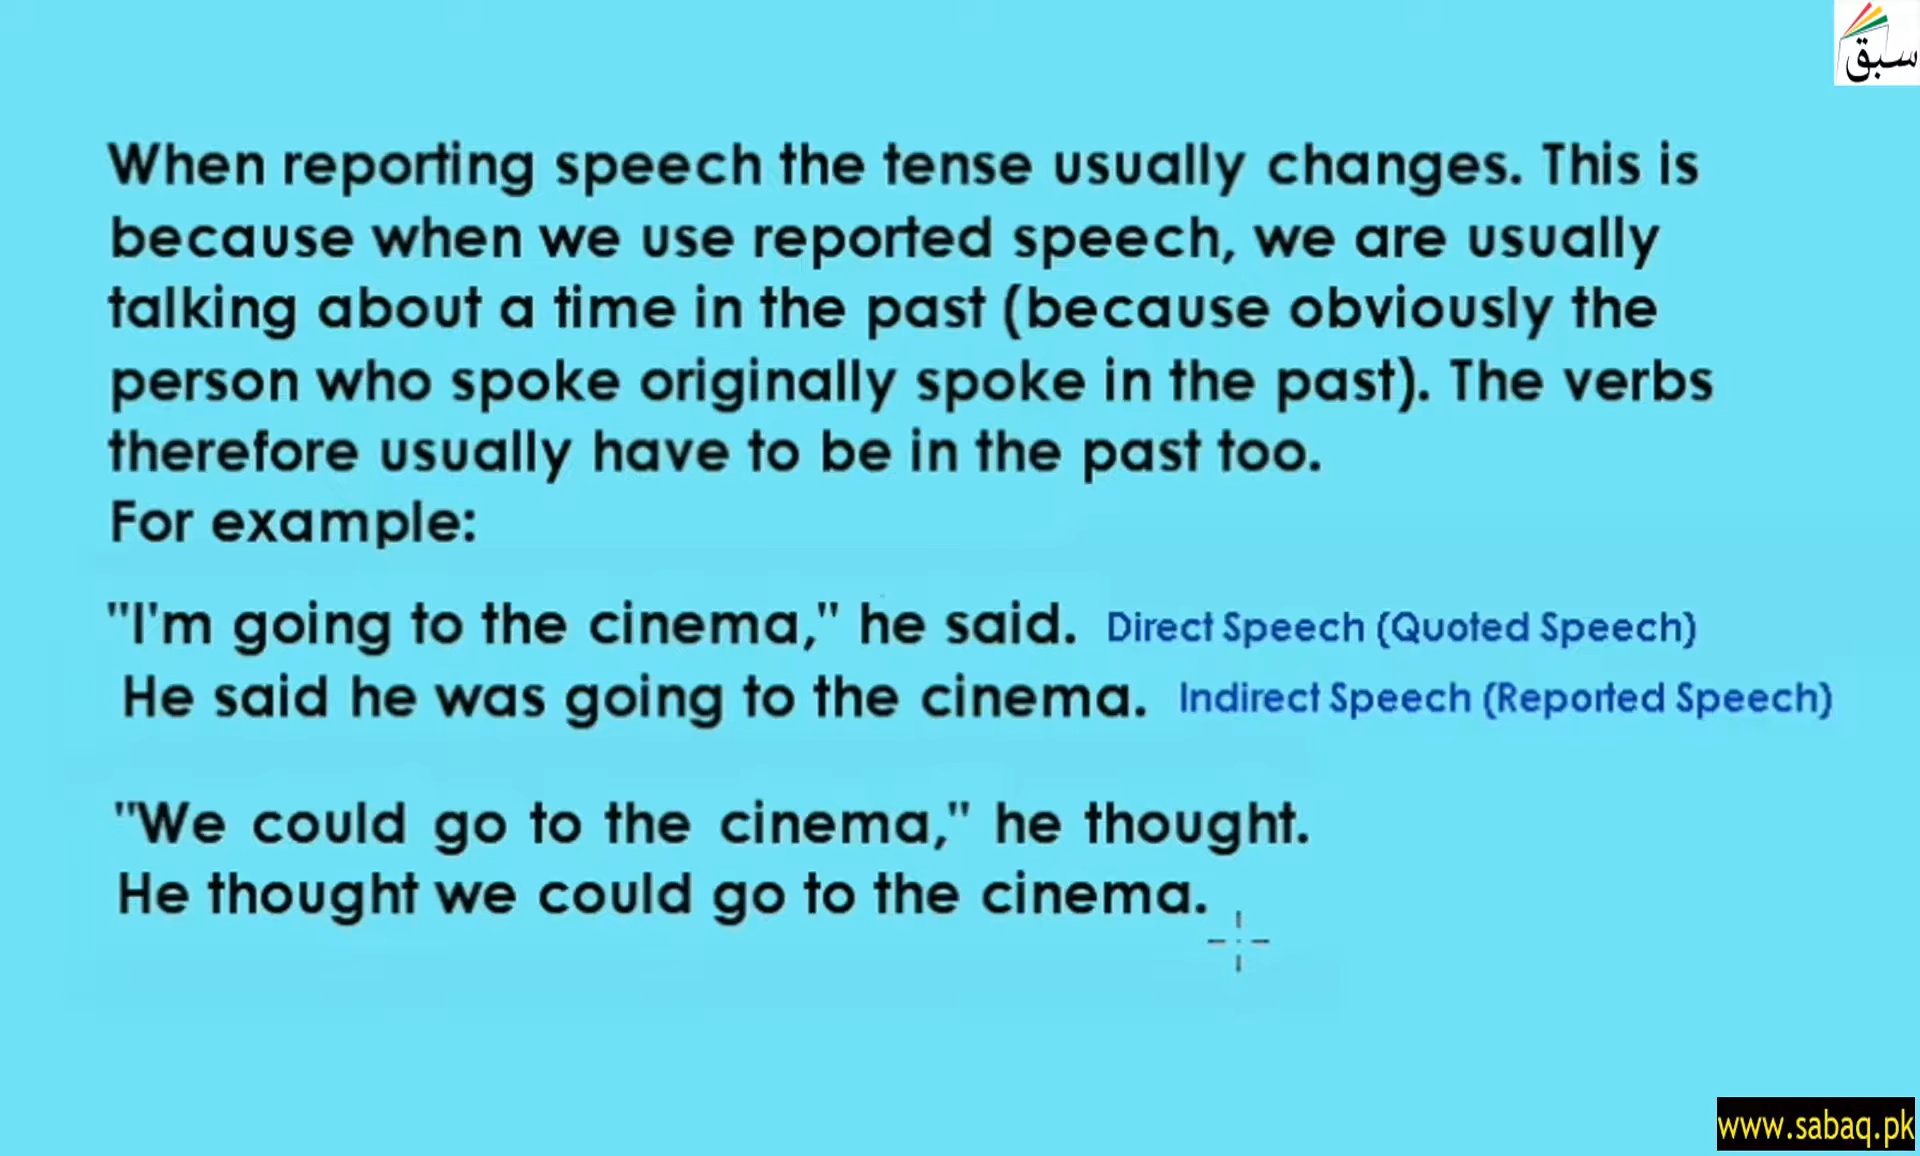 سبق
When reporting speech the tense usually changes. This is
because when we use reported speech, we are usually
talking about a time in the past (because obviously the
person who spoke originally spoke in the past). The verbs
therefore usually have to be in the past too.
For example:
"I'm going to the cinema," he said. Direct Speech (Quoted Speech)
He said he was going to the cinema. Indirect Speech (Reported Speech)
"We could go to the cinema," he thought.
He thought we could go to the cinema.
www.sabaq.pk